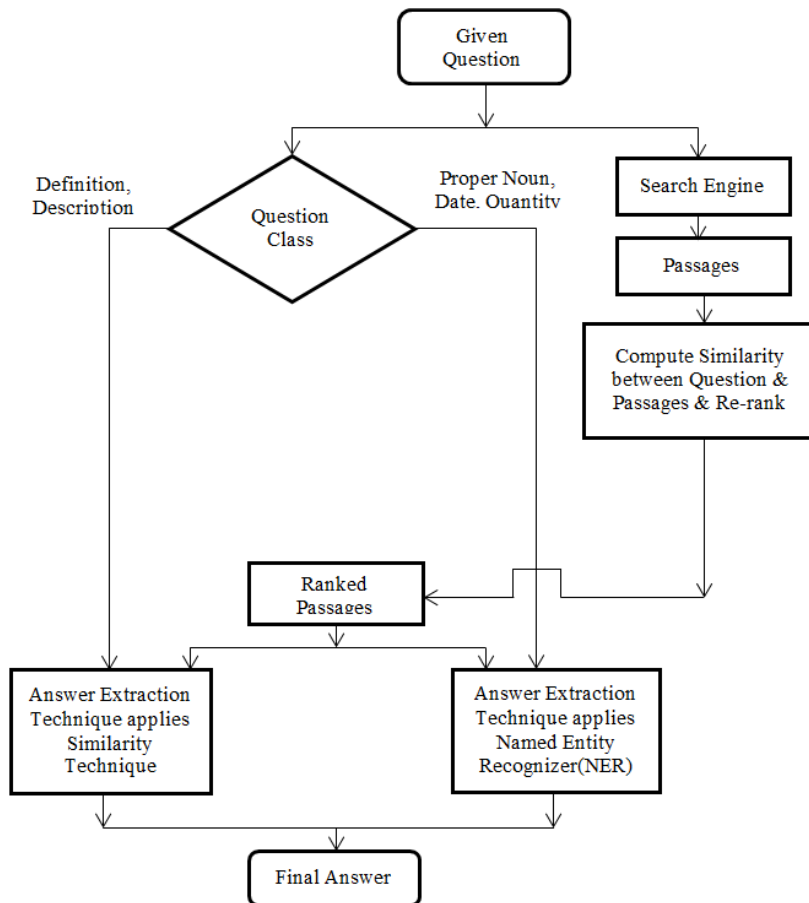 Given
Question
Definition,
Description
Question
Class
Proper Noun,
Date, Quantity
Search Engine
Passages
Compute Similarity
between Question &
Passages & Re-rank
Ranked
Passages
Answer Extraction
Technique applies
Similarity
Technique
Answer Extraction
Technique applies
Named Entity
Recognizer(NER)
Final Answer